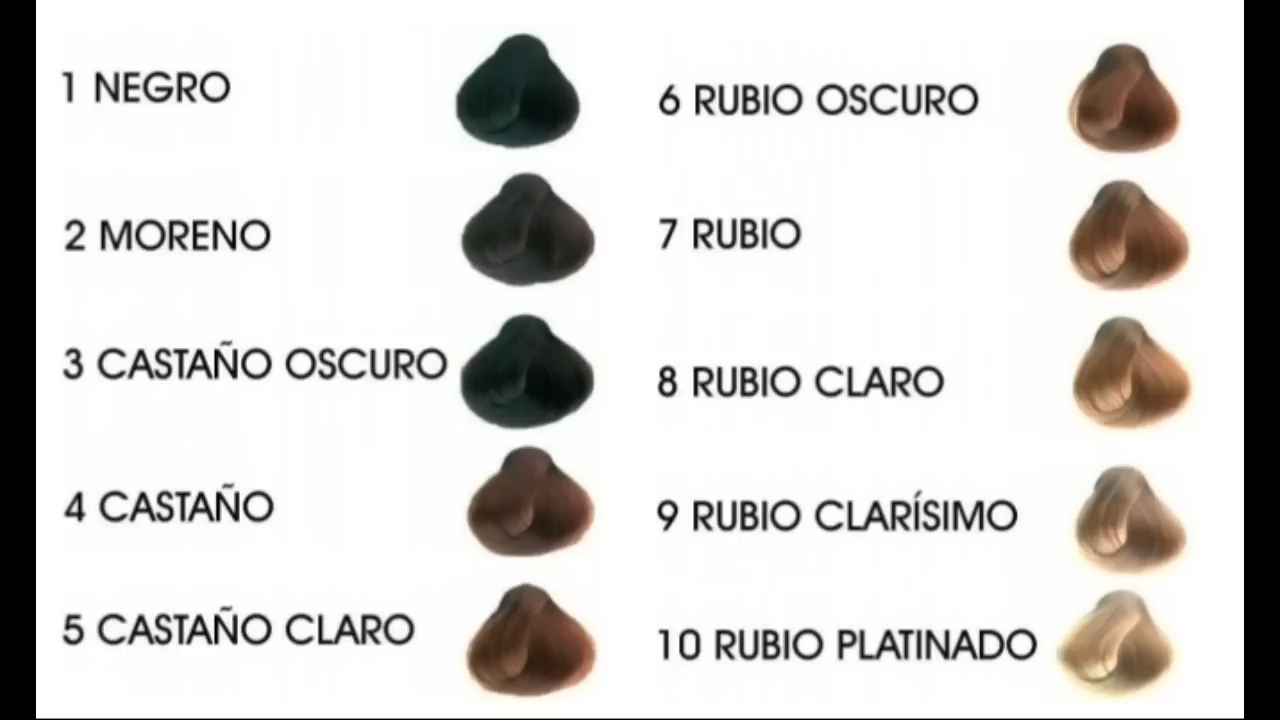 1 NEGRO
2 MORENO
3 CASTAÑO OSCURO
4 CASTAÑO
5 CASTAÑO CLARO
6 RUBIO OSCURO
7 RUBIO
8 RUBIO CLARO
9 RUBIO CLARÍSIMO
10 RUBIO PLATINADO